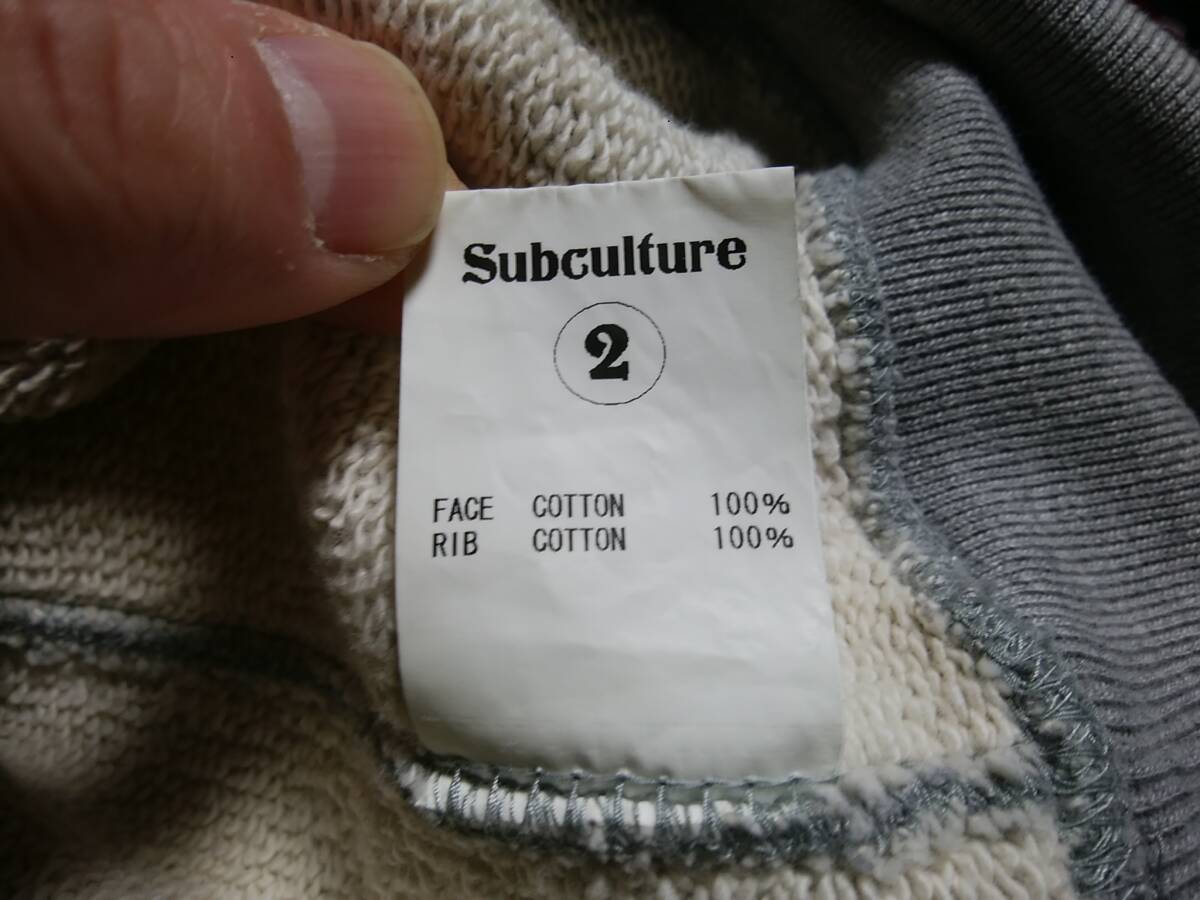 Subculture
2
FACE COTTON 100%
RIB COTTON 100%